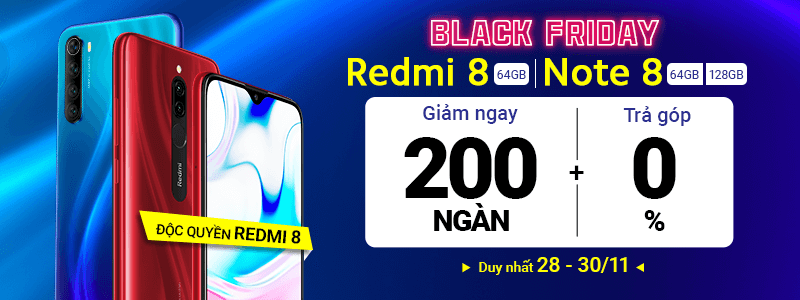 BLACK FRIDAY
Redmi 8 64GB | Note 8 64GB 128GB
Giảm ngay
200
NGÀN
+
Trả góp
0
%
Duy nhất 28 - 30/11
Redmi
ĐỘC QUYỀN REDMI 8